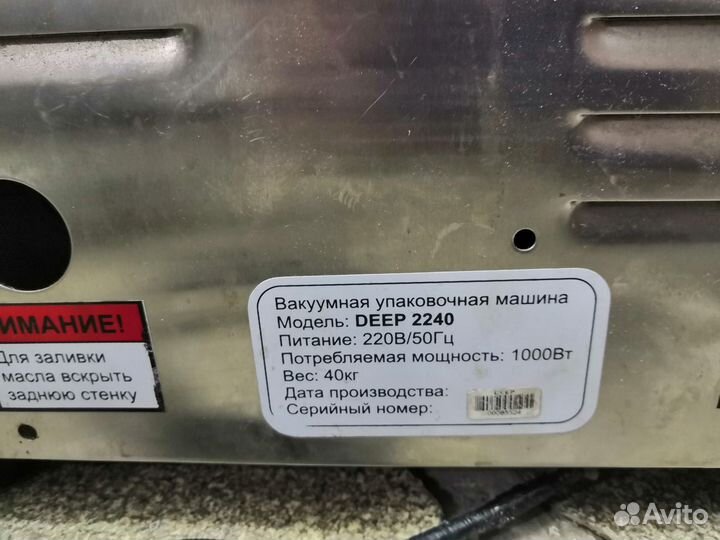 ВНИМАНИЕ!
Для заливки
масла вскрыть
заднюю стенку
Вакуумная упаковочная машина
Модель: DEEP 2240
Питание: 220В/50Гц
Потребляемая мощность: 1000Вт
Вес: 40кг
Дата производства:
Серийный номер:
Avito